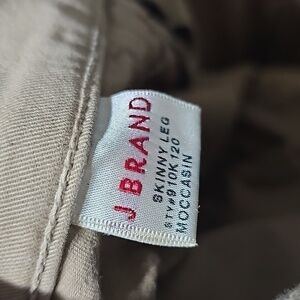 J BRAND
SKINNY LEG
STY#910K120
MOCCASIN